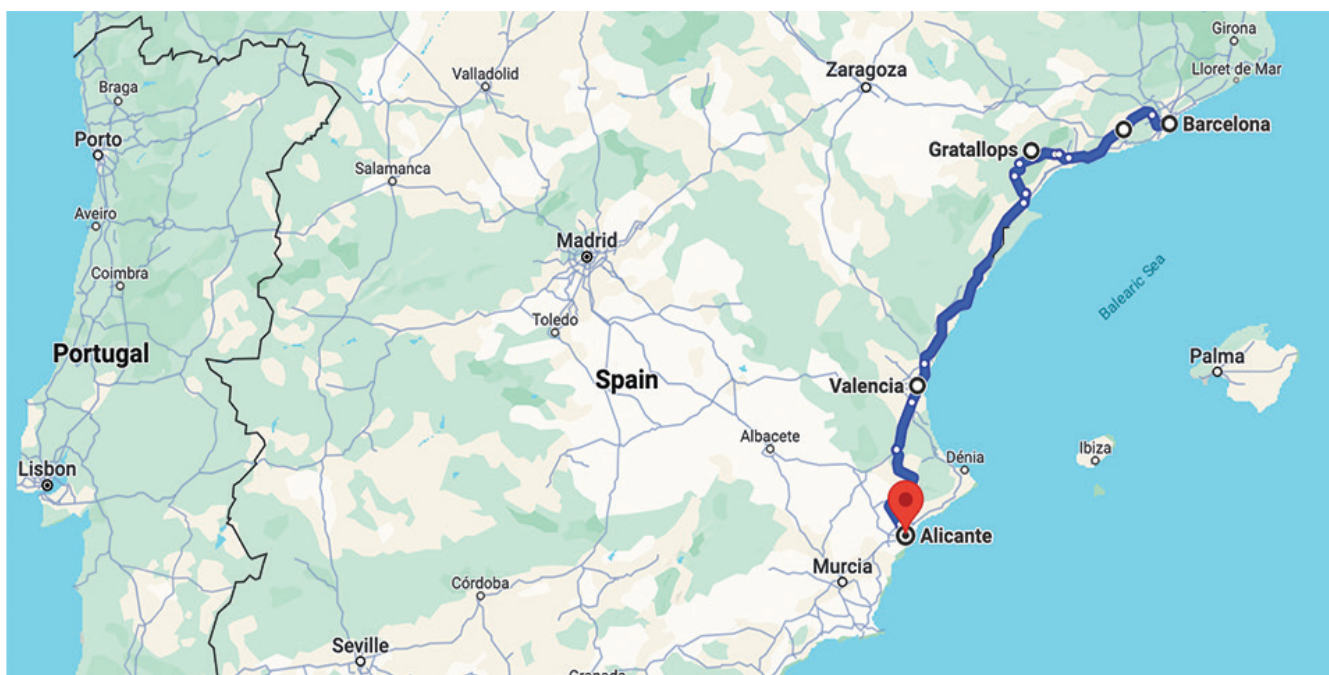 Girona
Lloret de Mar
Zaragoza
Valladolid
Braga
Barcelona
Porto
Gratallops
Salamanca
Aveiro
Madrid
Coimbra
Balearic Sea
Toledo
Portugal
Palma
Spain
Valencia
Albacete
Ibiza
Dénia
Lisbon
Alicante
Murcia
Córdoba
Seville
Granada